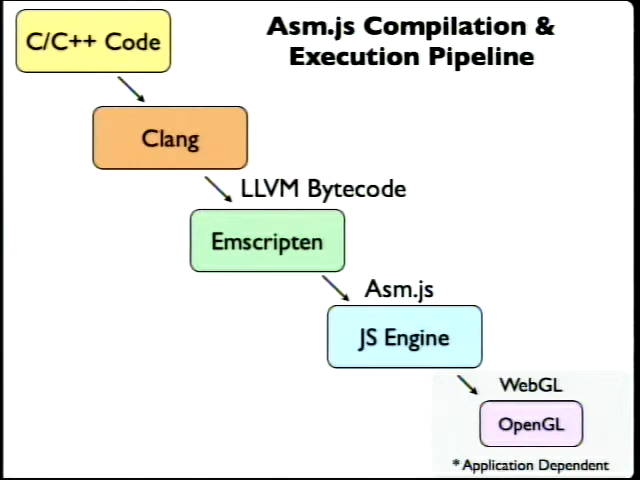 Asm.js Compilation &
Execution Pipeline
C/C++ Code
Clang
LLVM Bytecode
Emscripten
Asm.js
JS Engine
WebGL
OpenGL
* Application Dependent